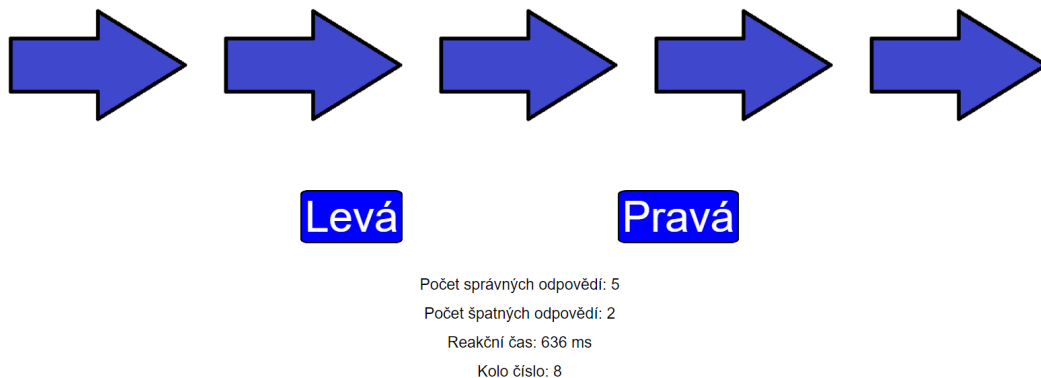 Levá Pravá
Počet správných odpovědí: 5
Počet špatných odpovědí: 2
Reakční čas: 636 ms
Kolo číslo: 8